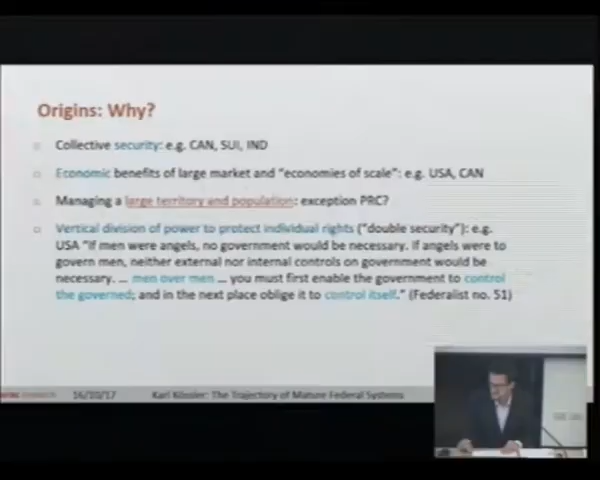 Origins: Why?
Collective security: e.g. CAN, SUI, IND
Economic benefits of large market and "economies of scale": e.g. USA, CAN
Managing a large territory and population: exception PRC?
Vertical division of power to protect individual rights ("double security"): e.g.
USA "If men were angels, no government would be necessary. If angels were to
govern men, neither external nor internal controls on government would be
necessary. ... men over men ... you must first enable the government to control
the governed; and in the next place oblige it to control itself." (Federalist no. 51)
16/10/17 Karl Kössler: The Trajectory of Mature Federal Systems